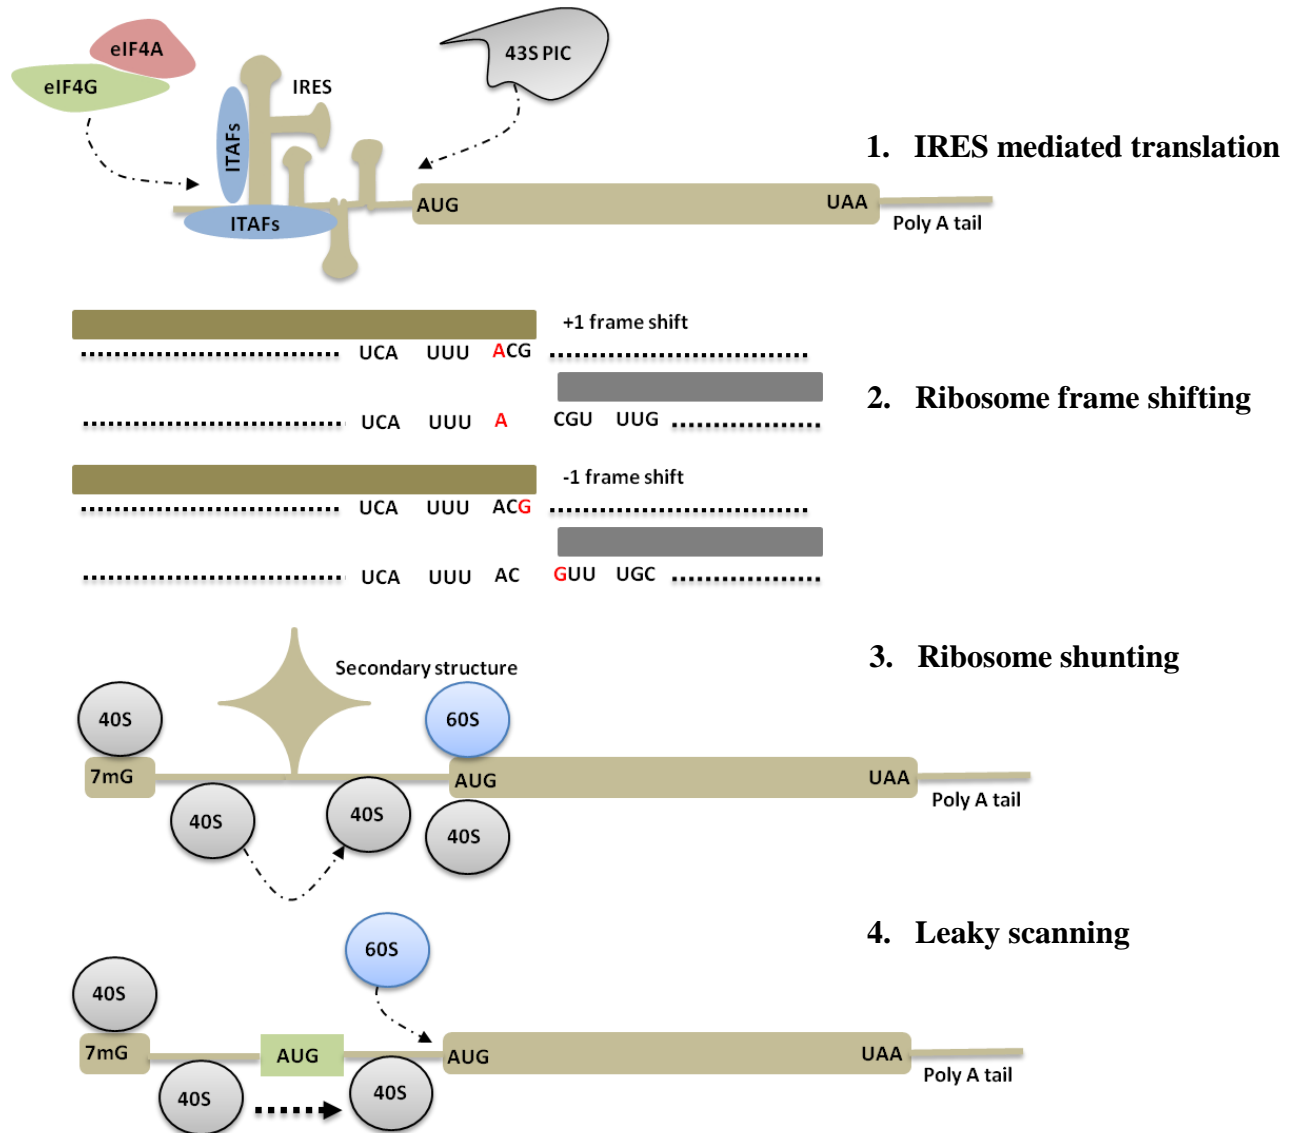 eIF4A
eIF4G
43S PIC
IRES
ITAFs
ITAFs
AUG
UAA
Poly A tail
1. IRES mediated translation
+1 frame shift
UCA UUU ACG
UCA UUU A CGU UUG
2. Ribosome frame shifting
-1 frame shift
UCA UUU ACG
UCA UUU AC GUU UGC
3. Ribosome shunting
Secondary structure
40S
60S
7mG
AUG
UAA
Poly A tail
40S
40S
40S
4. Leaky scanning
60S
40S
7mG
AUG
AUG
UAA
Poly A tail
40S
40S